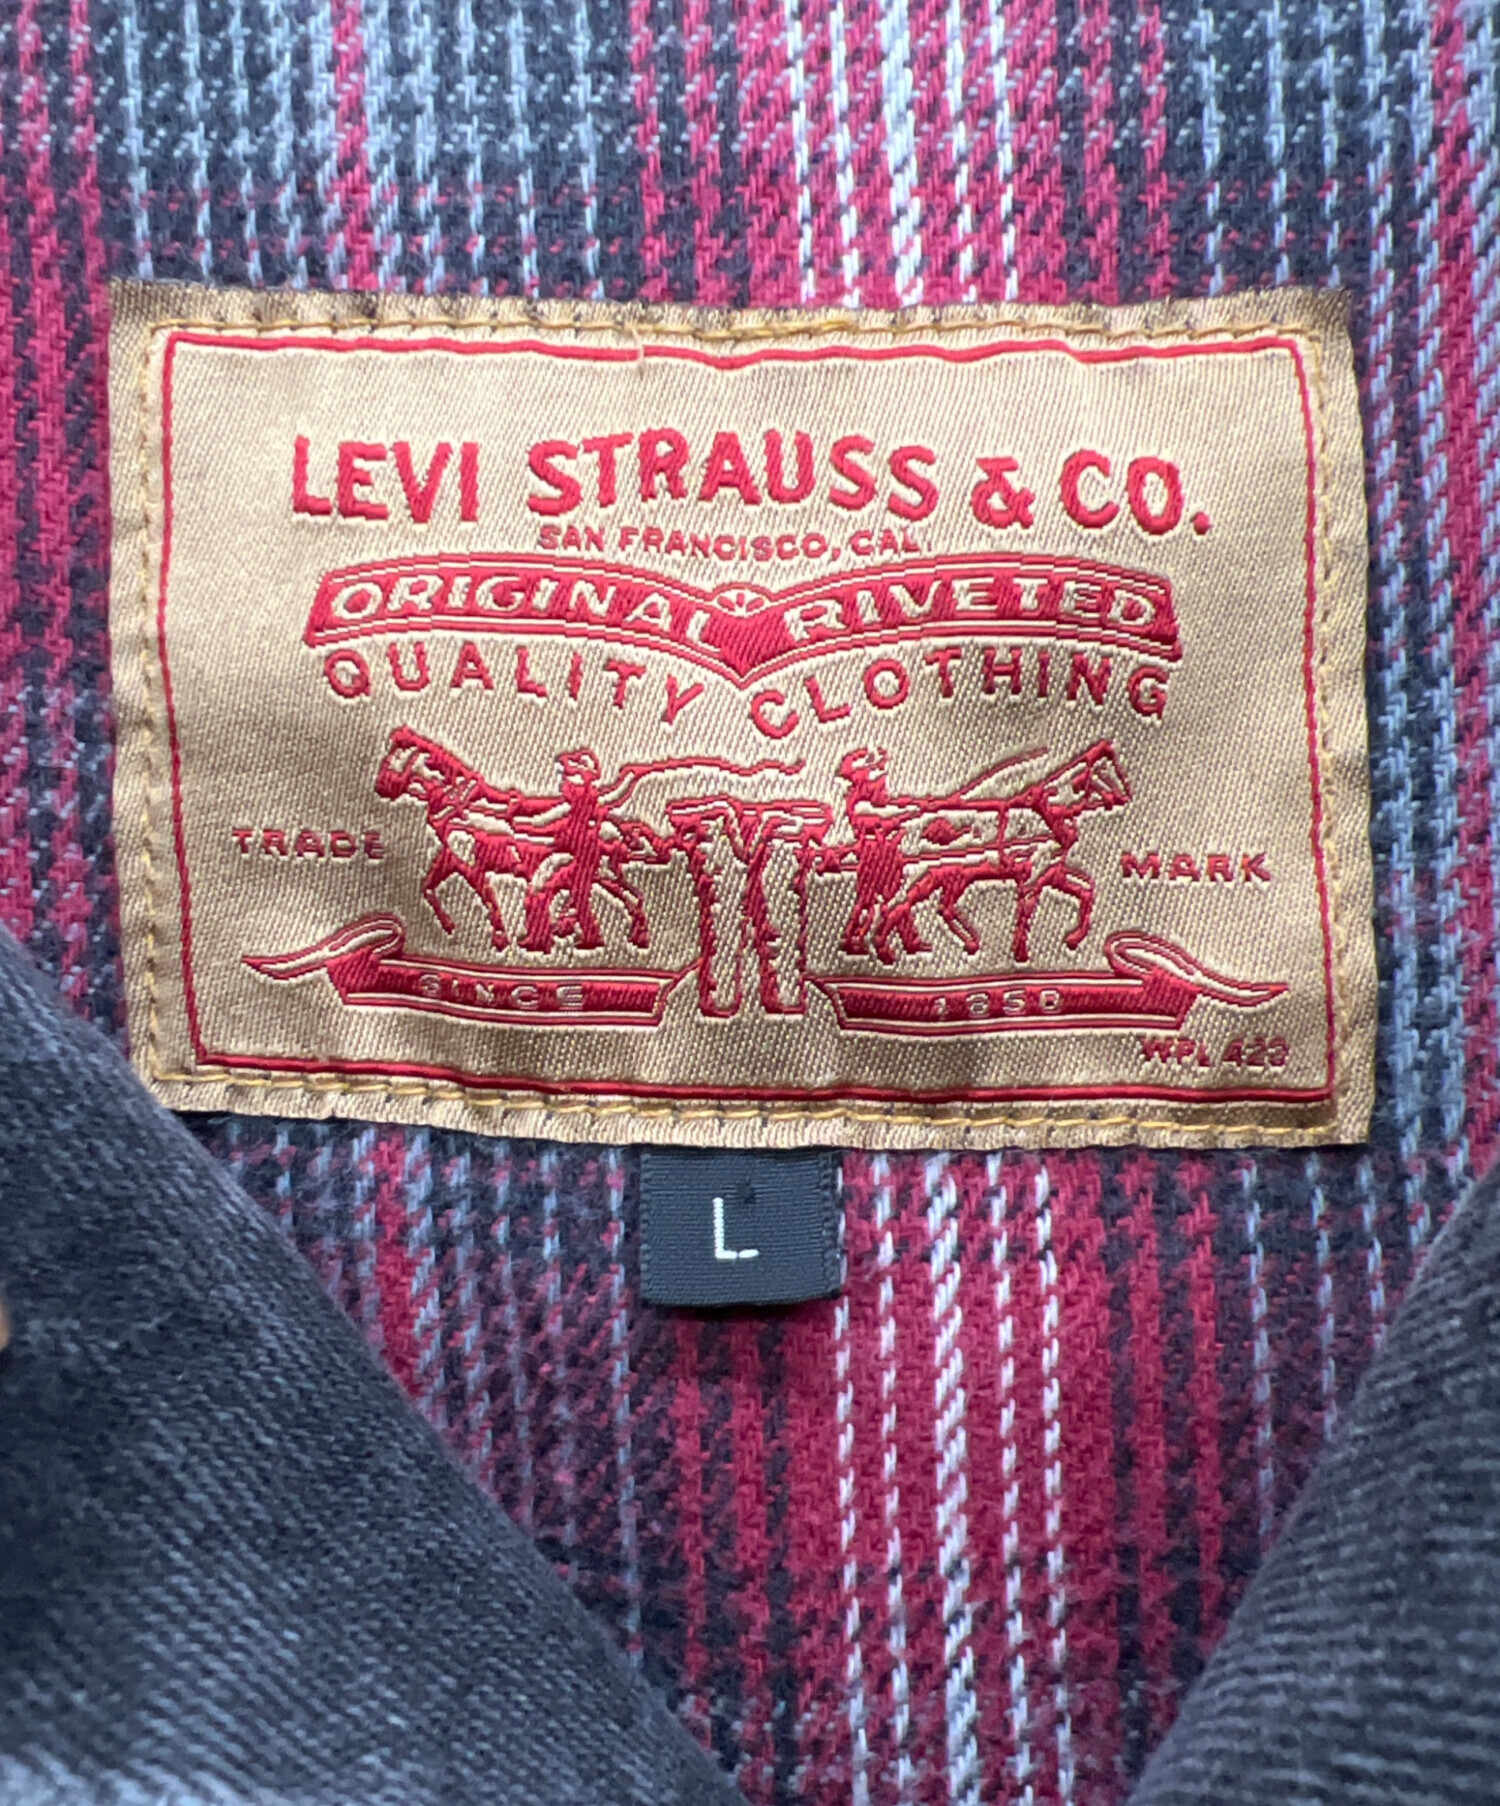 LEVI STRAUSS & CO.
SAN FRANCISCO, CAL.
ORIGINAL RIVETED
QUALITY CLOTHING
TRADE MARK
SINCE 1850
WPL 423
L